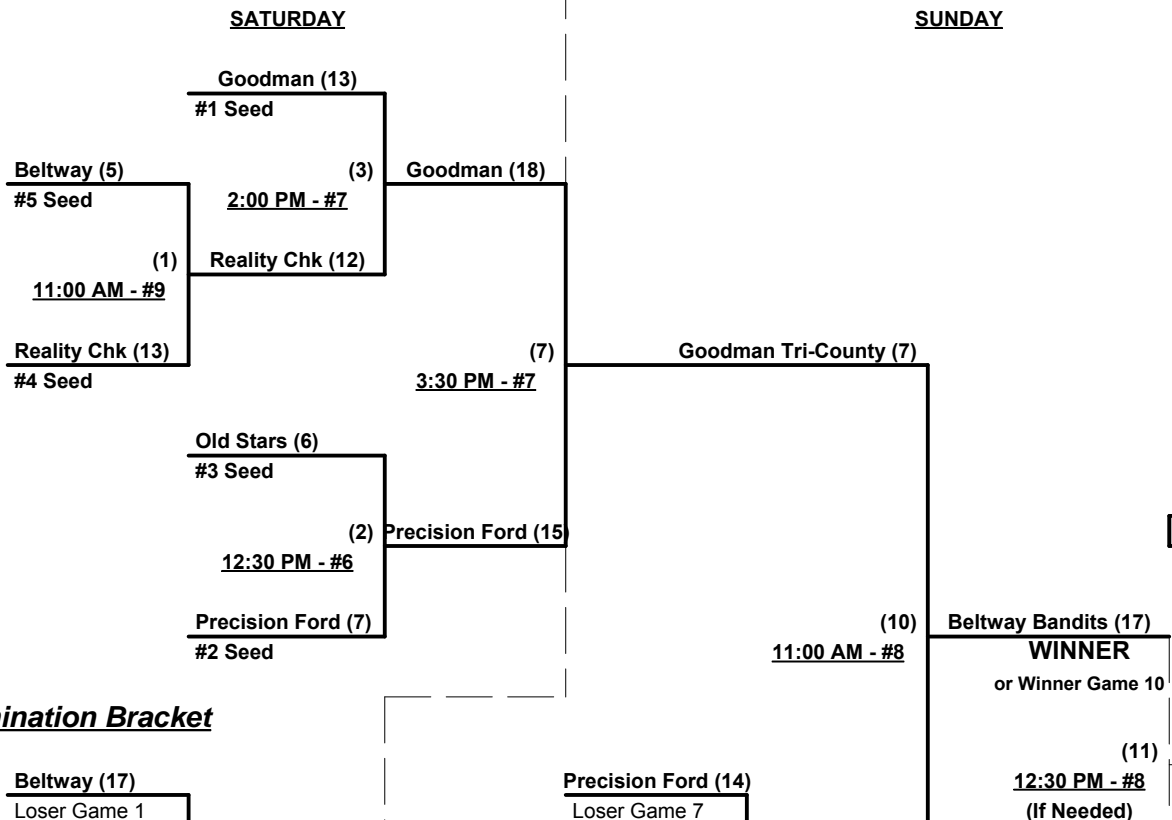 SATURDAY
SUNDAY
Goodman (13)
#1 Seed
Beltway (5)
#5 Seed
(3)
2:00 PM - #7
Goodman (18)
(1)
11:00 AM - #9
Reality Chk (12)
Reality Chk (13)
#4 Seed
(7)
3:30 PM - #7
Goodman Tri-County (7)
Old Stars (6)
#3 Seed
(2)
12:30 PM - #6
Precision Ford (15)
Precision Ford (7)
#2 Seed
(10)
11:00 AM - #8
Beltway Bandits (17)
WINNER
or Winner Game 10
Bracket
(11)
12:30 PM - #8
(If Needed)
Beltway (17)
Loser Game 1
Precision Ford (14)
Loser Game 7